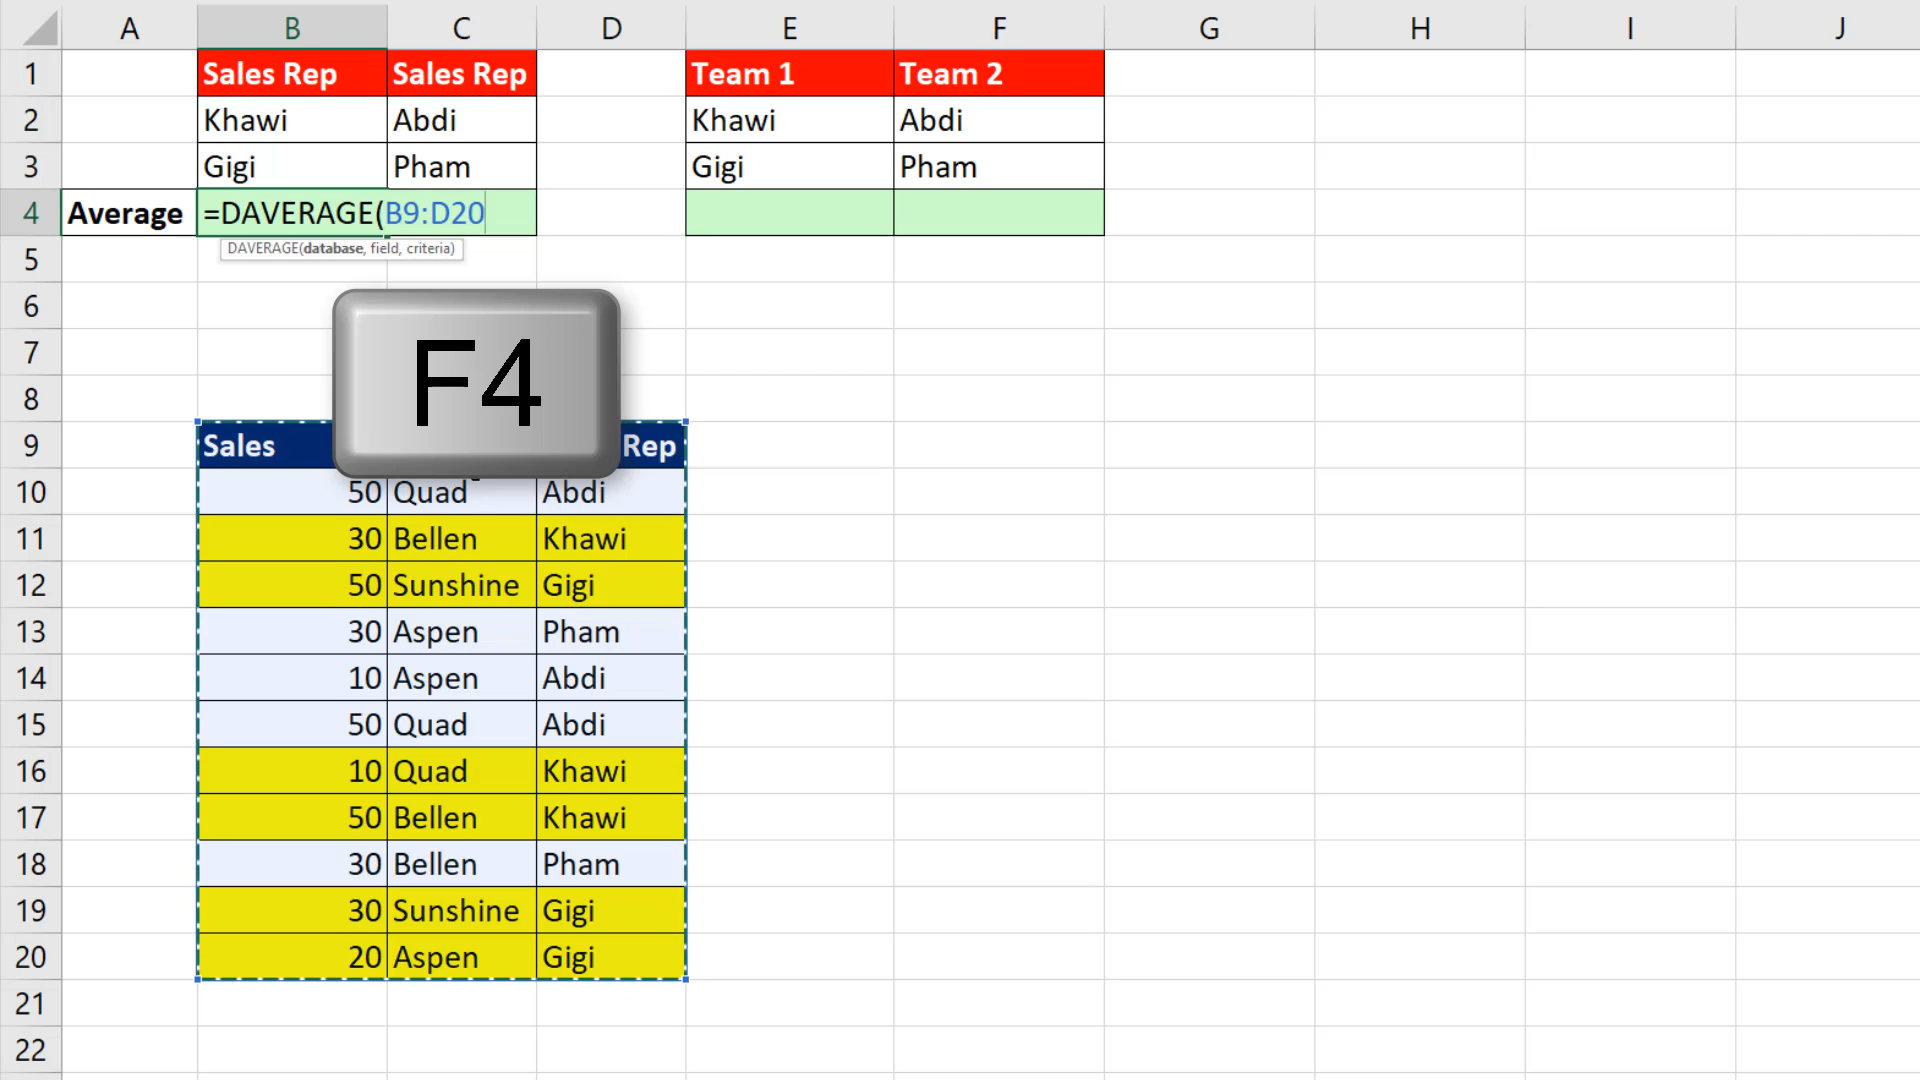 A B C D E F G H I J
1 Sales Rep Sales Rep Team 1 Team 2
2 Khawi Abdi Khawi Abdi
3 Gigi Pham Gigi Pham
4 Average =DAVERAGE(B9:D20
DAVERAGE(database, field, criteria)
5
6
7
F4
8
9 Sales Rep
10 50 Quad Abdi
11 30 Bellen Khawi
12 50 Sunshine Gigi
13 30 Aspen Pham
14 10 Aspen Abdi
15 50 Quad Abdi
16 10 Quad Khawi
17 50 Bellen Khawi
18 30 Bellen Pham
19 30 Sunshine Gigi
20 20 Aspen Gigi
21
22